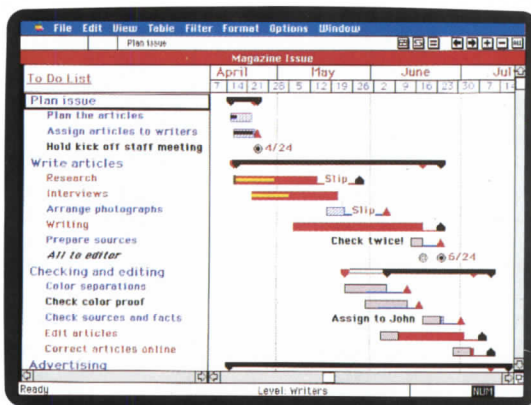 File Edit View Table Filter Format Options Window
Plan issue
Magazine Issue
To Do List
April May June Jul
7 14 21 28 5 12 19 26 2 9 16 23 30 7 14
Plan issue
Plan the articles
Assign articles to writers
Hold kick off staff meeting 4/24
Write articles
Research Slip
Interviews
Arrange photographs Slip
Writing
Prepare sources Check twice!
All to editor 6/24
Checking and editing
Color separations
Check color proof
Check sources and facts Assign to John
Edit articles
Correct articles online
Advertising
Ready Level: Writers NUM